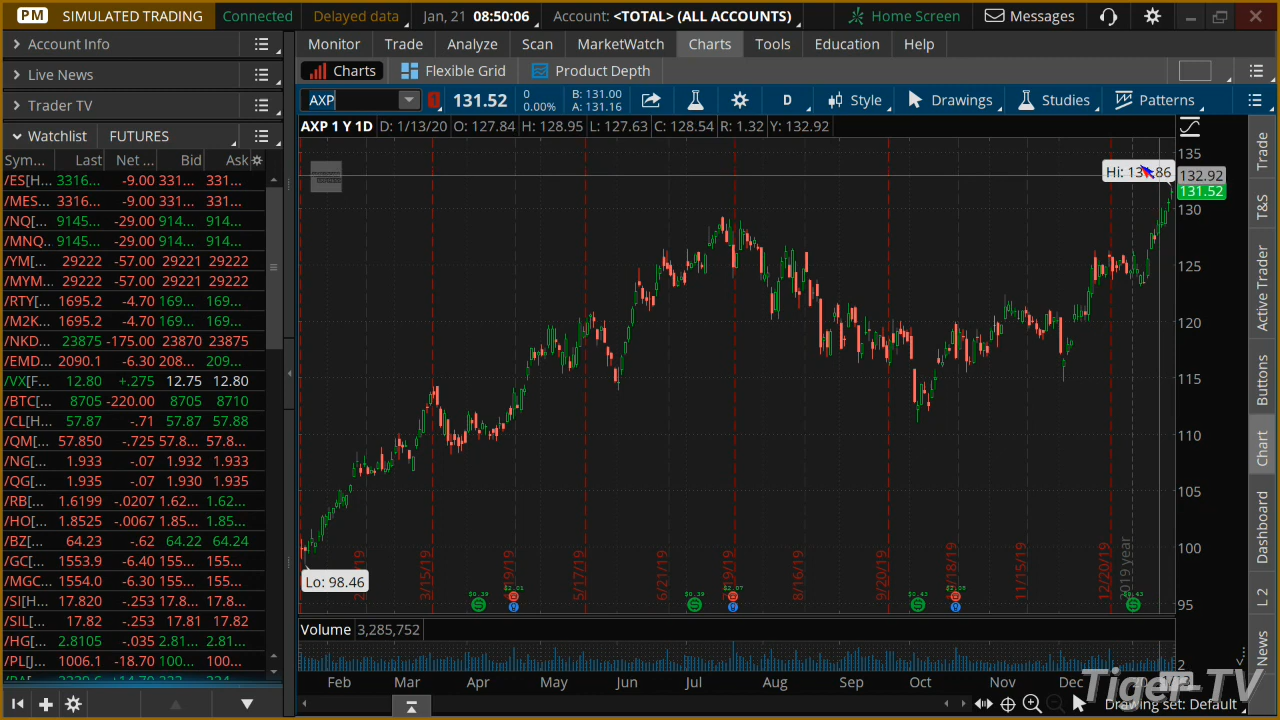 PM SIMULATED TRADING Connected Delayed data Jan, 21 08:50:06 Account: <TOTAL> (ALL ACCOUNTS) Home Screen Messages
Account Info
Live News
Trader TV
Watchlist FUTURES
Sym... Last Net ... Bid Ask
/ES[H... 3316... -9.00 331... 331...
/MES... 3316... -9.00 331... 331...
/NQ[... 9145... -29.00 914... 914...
/MNQ... 9145... -29.00 914... 914...
/YM[... 29222 -57.00 29221 29222
/MYM... 29222 -57.00 29221 29222
/RTY[... 1695.2 -4.70 169... 169...
/M2K... 1695.2 -4.70 169... 169...
/NKD... 23875 -175.00 23870 23875
/EMD... 2090.1 -6.30 208... 209...
/VX[F... 12.80 +.275 12.75 12.80
/BTC[... 8705 -220.00 8705 8710
/CL[H... 57.87 -.71 57.87 57.88
/QM[... 57.850 -.725 57.8... 57.8...
/NG[... 1.933 -.07 1.932 1.933
/QG[... 1.935 -.07 1.930 1.935
/RB[... 1.6199 -.0207 1.62... 1.62...
/HO[... 1.8525 -.0067 1.85... 1.85...
/BZ[... 64.23 -.62 64.22 64.24
/GC[... 1553.9 -6.40 155... 155...
/MGC... 1554.0 -6.30 155... 155...
/SI[H... 17.820 -.253 17.8... 17.8...
/SIL[... 17.82 -.253 17.81 17.82
/HG[... 2.8105 -.035 2.81... 2.81...
/PL[J... 1006.1 -18.70 100... 100...
Monitor Trade Analyze Scan MarketWatch Charts Tools Education Help
Charts Flexible Grid Product Depth
AXP 131.52 0 0.00% B: 131.00 A: 131.16 D Style Drawings Studies Patterns
AXP 1 Y 1D D: 1/13/20 O: 127.84 H: 128.95 L: 127.63 C: 128.54 R: 1.32 Y: 132.92
135
132.92
131.52
130
125
120
115
110
105
100
95
Lo: 98.46
3/15/19 5/17/19 6/21/19 8/16/19 9/20/19 11/15/19 12/20/19
Volume 3,285,752
Feb Mar Apr May Jun Jul Aug Sep Oct Nov Dec
Drawing set: Default
Trade
T&S
Active Trader
Buttons
Chart
Dashboard
L 2
News
Tiger-TV